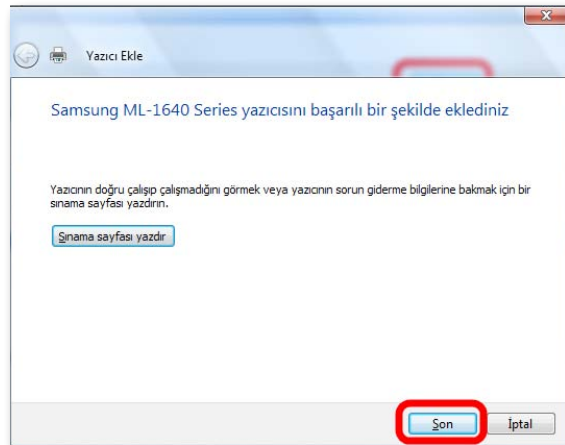 Yazıcı Ekle
Samsung ML-1640 Series yazıcısını başarılı bir şekilde eklediniz
Yazıcının doğru çalışıp çalışmadığını görmek veya yazıcının sorun giderme bilgilerine bakmak için bir
sınama sayfası yazdırın.
Sınama sayfası yazdır
Son İptal